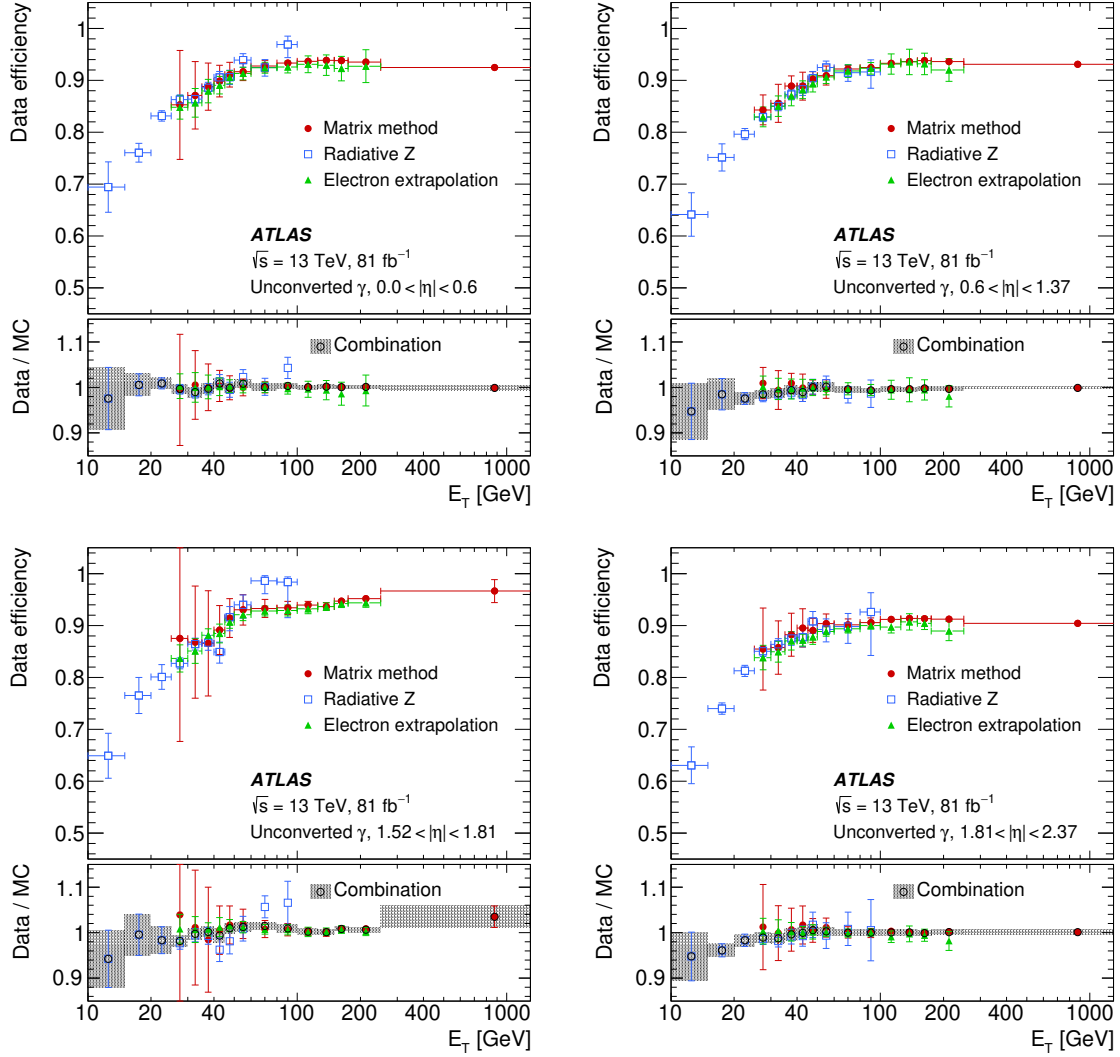 Data efficiency
1
0.9
0.8
0.7
0.6
0.5
Matrix method
Radiative Z
Electron extrapolation
ATLAS
√s = 13 TeV, 81 fb⁻¹
Unconverted γ, 0.0 < |η| < 0.6
Data / MC
1.1
1
0.9
Combination
10 20 40 100 200 400 1000
E_T [GeV]
Data efficiency
1
0.9
0.8
0.7
0.6
0.5
Matrix method
Radiative Z
Electron extrapolation
ATLAS
√s = 13 TeV, 81 fb⁻¹
Unconverted γ, 0.6 < |η| < 1.37
Data / MC
1.1
1
0.9
Combination
10 20 40 100 200 400 1000
E_T [GeV]
Data efficiency
1
0.9
0.8
0.7
0.6
0.5
Matrix method
Radiative Z
Electron extrapolation
ATLAS
√s = 13 TeV, 81 fb⁻¹
Unconverted γ, 1.52 < |η| < 1.81
Data / MC
1.1
1
0.9
Combination
10 20 40 100 200 400 1000
E_T [GeV]
Data efficiency
1
0.9
0.8
0.7
0.6
0.5
Matrix method
Radiative Z
Electron extrapolation
ATLAS
√s = 13 TeV, 81 fb⁻¹
Unconverted γ, 1.81 < |η| < 2.37
Data / MC
1.1
1
0.9
Combination
10 20 40 100 200 400 1000
E_T [GeV]